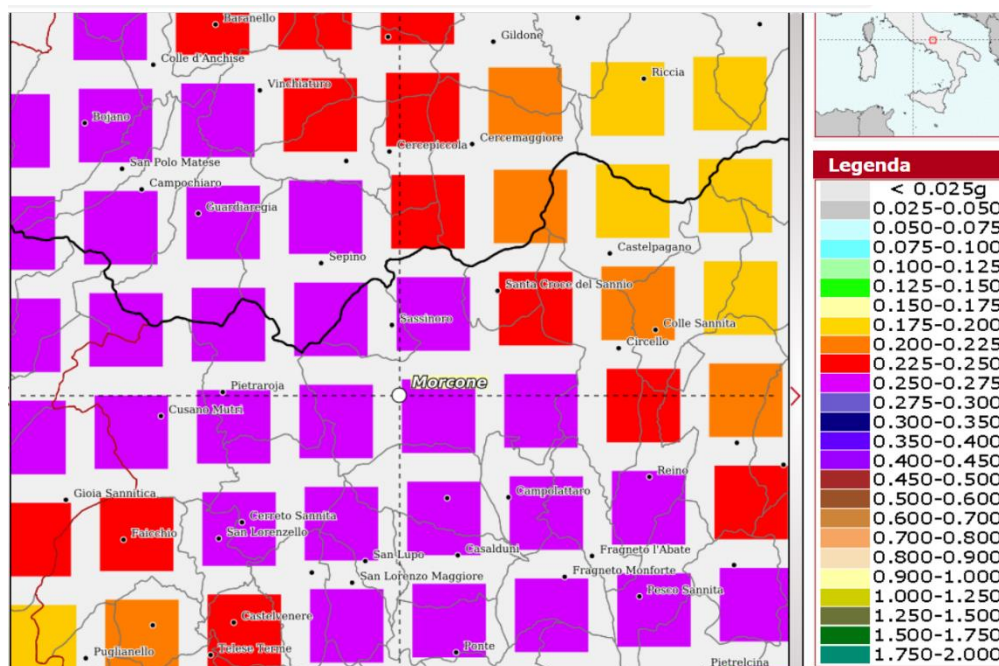 Baranello
Gildone
Colle d'Anchise
Riccia
Vinchiaturo
Bojano
Cercemaggiore
Cercepiccola
San Polo Matese
Campochiaro
Guardiaregia
Castelpagano
Sepino
Santa Croce del Sannio
Sassinoro
Colle Sannita
Circello
Morcone
Pietraroja
Cusano Mutri
Reino
Gioia Sannitica
Campolattaro
Cerreto Sannita
Faicchio
San Lorenzello
San Lupo
Casalduni
Fragneto l'Abate
San Lorenzo Maggiore
Fragneto Monforte
Pesco Sannita
Castelvenere
Puglianello
Telese Terme
Ponte
Pietrelcina
Legenda
< 0.025g
0.025-0.050
0.050-0.075
0.075-0.100
0.100-0.125
0.125-0.150
0.150-0.175
0.175-0.200
0.200-0.225
0.225-0.250
0.250-0.275
0.275-0.300
0.300-0.350
0.350-0.400
0.400-0.450
0.450-0.500
0.500-0.600
0.600-0.700
0.700-0.800
0.800-0.900
0.900-1.000
1.000-1.250
1.250-1.500
1.500-1.750
1.750-2.000